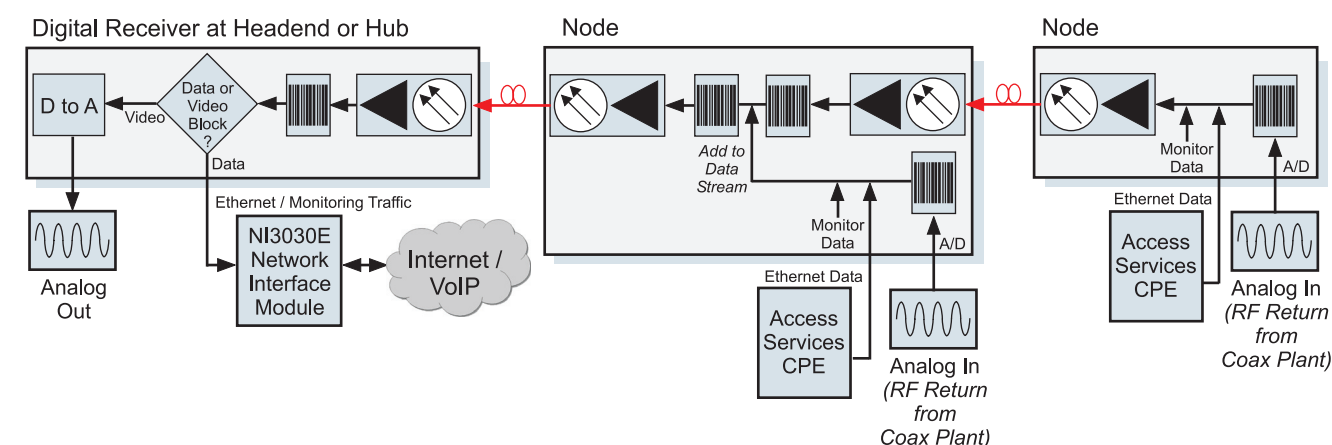 Digital Receiver at Headend or Hub
D to A
Video
Data or
Video
Block
?
Data
Analog
Out
Ethernet / Monitoring Traffic
NI3030E
Network
Interface
Module
Internet /
VoIP
Node
Add to
Data
Stream
Monitor
Data
A/D
Ethernet Data
Access
Services
CPE
Analog In
(RF Return
from
Coax Plant)
Node
Monitor
Data
A/D
Ethernet Data
Access
Services
CPE
Analog In
(RF Return
from
Coax Plant)